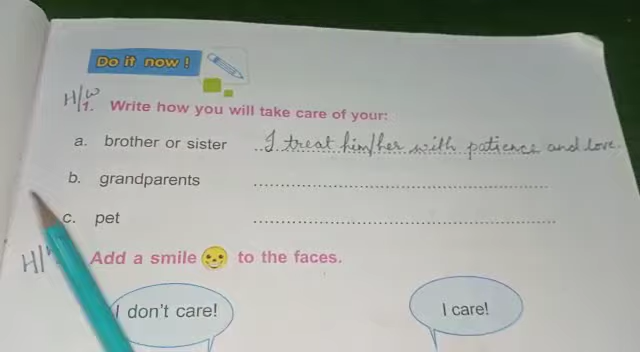 Do it now !
H/W
1. Write how you will take care of your:
a. brother or sister I treat him/her with patience and love.
b. grandparents
c. pet
H/
Add a smile to the faces.
I don't care! I care!